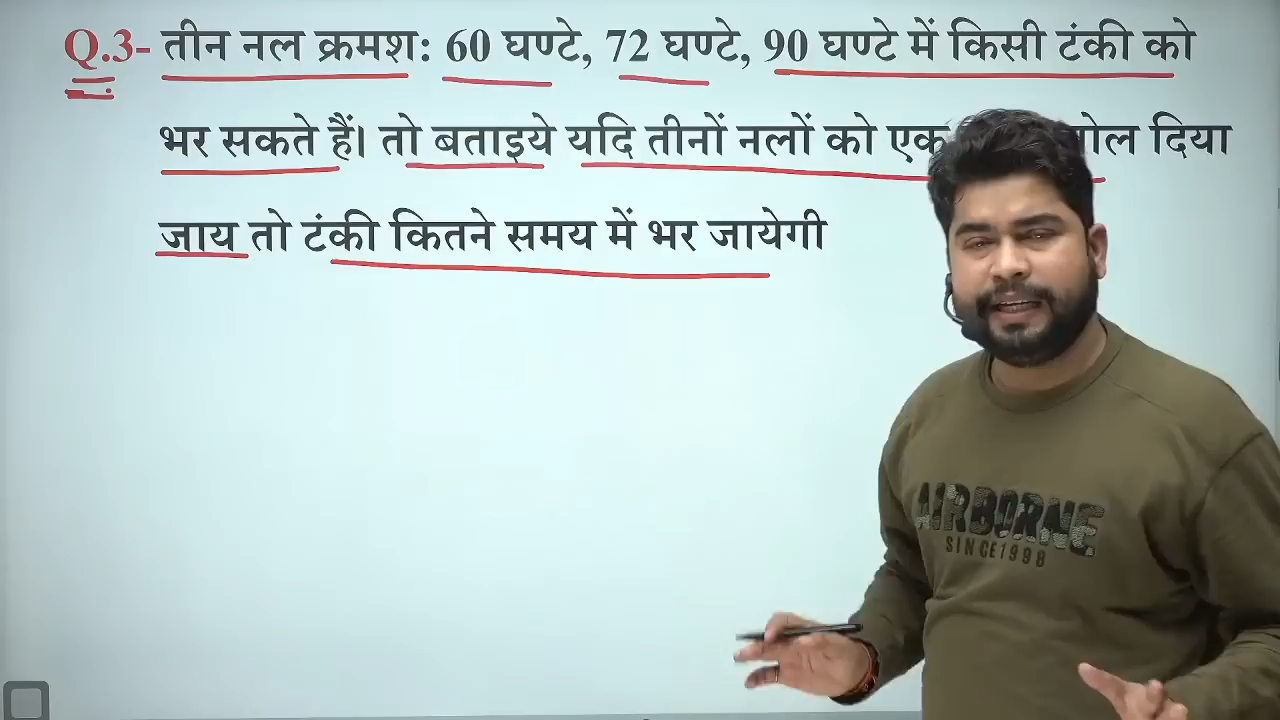 Q.3- तीन नल क्रमश: 60 घण्टे, 72 घण्टे, 90 घण्टे में किसी टंकी को
भर सकते हैं। तो बताइये यदि तीनों नलों को एक दिया
जाय तो टंकी कितने समय में भर जायेगी
AIRBORNE
SINCE1998